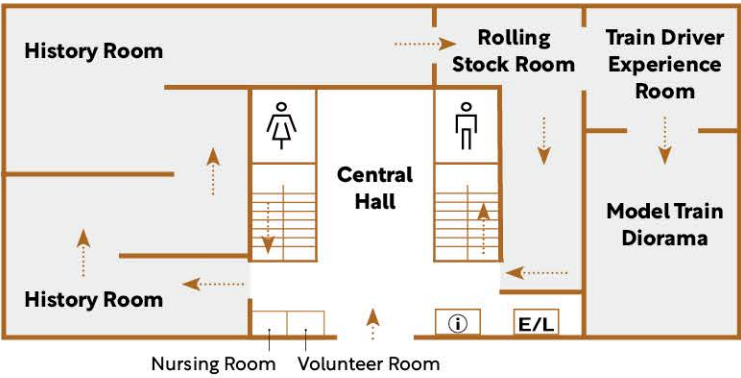 History Room
Rolling
Stock Room
Train Driver
Experience
Room
Central
Hall
Model Train
Diorama
History Room
i
E/L
Nursing Room
Volunteer Room